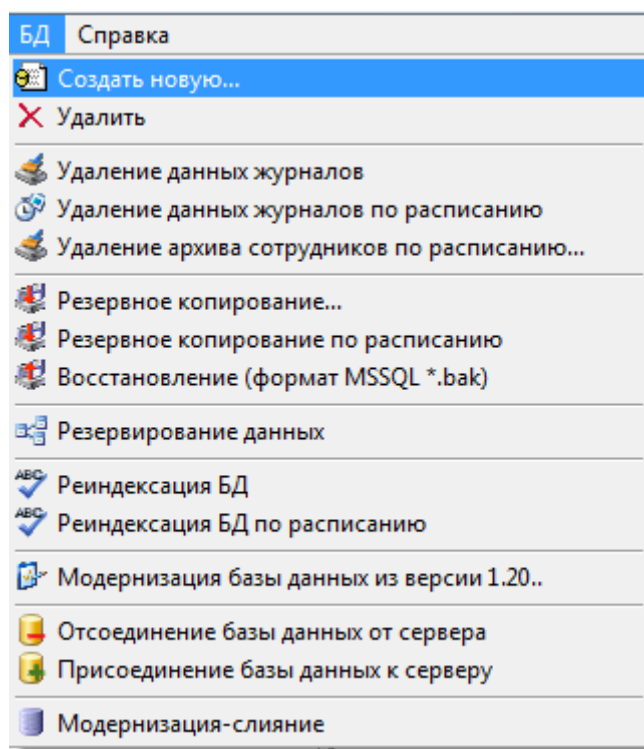 БД Справка
Создать новую...
Удалить
Удаление данных журналов
Удаление данных журналов по расписанию
Удаление архива сотрудников по расписанию...
Резервное копирование...
Резервное копирование по расписанию
Восстановление (формат MSSQL *.bak)
Резервирование данных
ABC Реиндексация БД
ABC Реиндексация БД по расписанию
Модернизация базы данных из версии 1.20..
Отсоединение базы данных от сервера
Присоединение базы данных к серверу
Модернизация-слияние